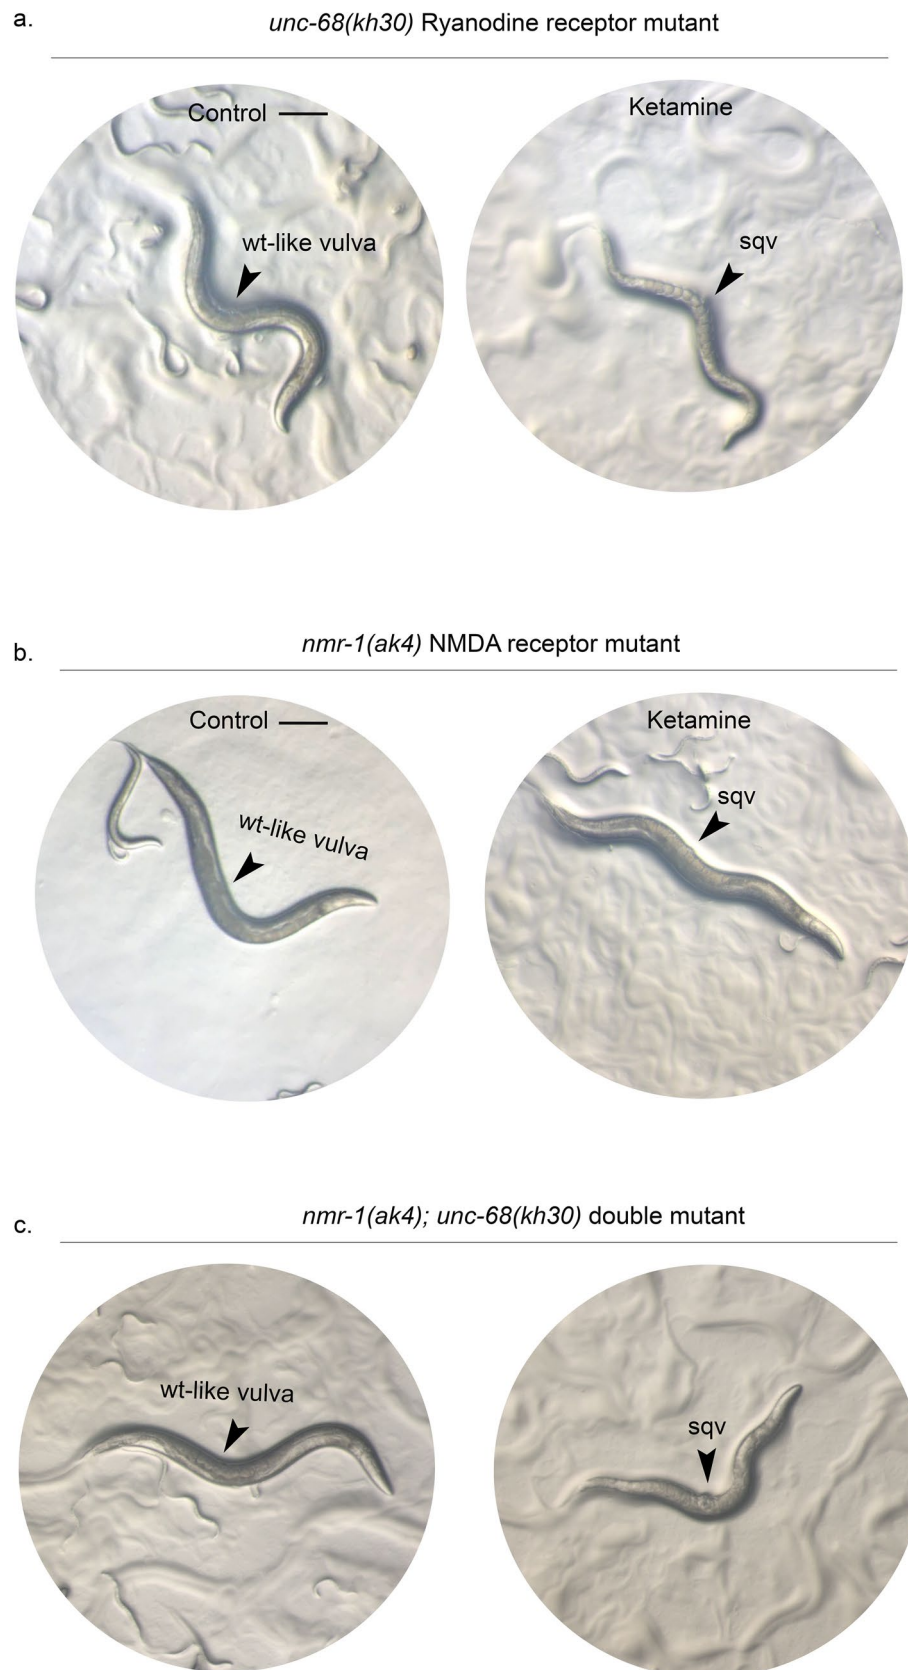 a.
unc-68(kh30) Ryanodine receptor mutant
Control
Ketamine
wt-like vulva
sqv
b.
nmr-1(ak4) NMDA receptor mutant
Control
Ketamine
wt-like vulva
sqv
c.
nmr-1(ak4); unc-68(kh30) double mutant
wt-like vulva
sqv